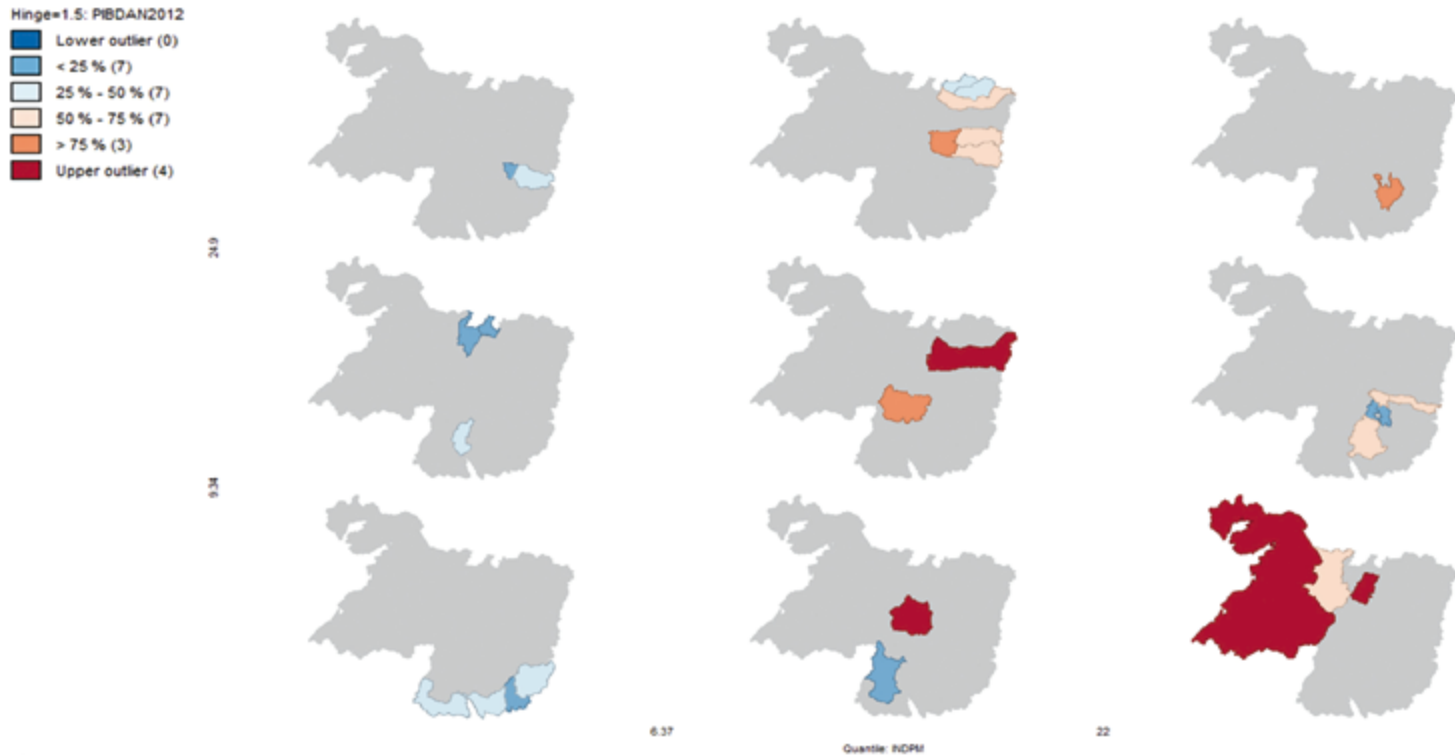 Hinge=1.5: PIBDAN2012
Lower outlier (0)
< 25 % (7)
25 % - 50 % (7)
50 % - 75 % (7)
> 75 % (3)
Upper outlier (4)
24.9
9.34
6.37
22
Quantile: INDPM